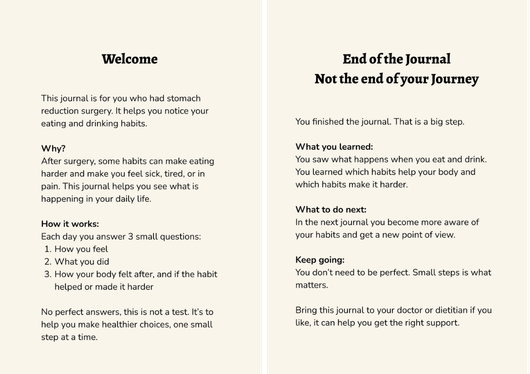 Welcome
This journal is for you who had stomach
reduction surgery. It helps you notice your
eating and drinking habits.
Why?
After surgery, some habits can make eating
harder and make you feel sick, tired, or in
pain. This journal helps you see what is
happening in your daily life.
How it works:
Each day you answer 3 small questions:
1. How you feel
2. What you did
3. How your body felt after, and if the habit
helped or made it harder
No perfect answers, this is not a test. It's to
help you make healthier choices, one small
step at a time.
End of the Journal
Not the end of your Journey
You finished the journal. That is a big step.
What you learned:
You saw what happens when you eat and drink.
You learned which habits help your body and
which habits make it harder.
What to do next:
In the next journal you become more aware of
your habits and get a new point of view.
Keep going:
You don't need to be perfect. Small steps is what
matters.
Bring this journal to your doctor or dietitian if you
like, it can help you get the right support.